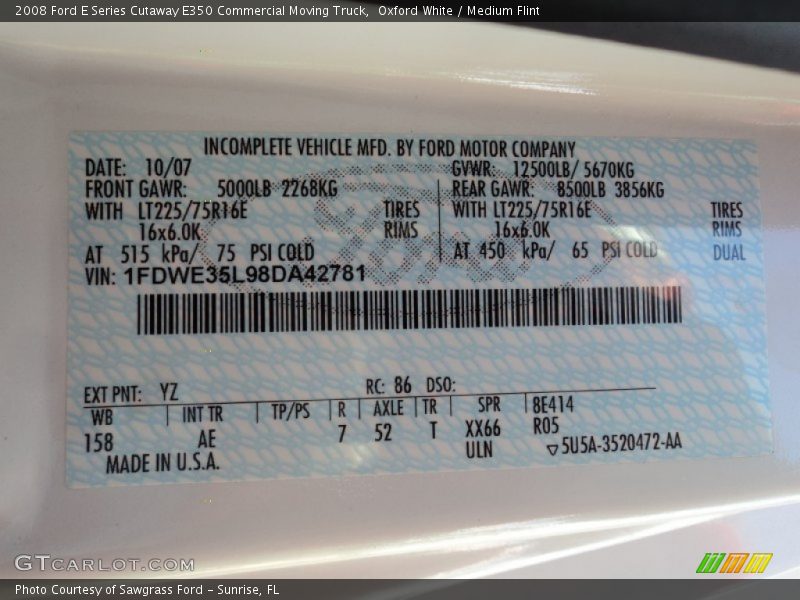 2008 Ford E Series Cutaway E350 Commercial Moving Truck, Oxford White / Medium Flint
INCOMPLETE VEHICLE MFD. BY FORD MOTOR COMPANY
DATE: 10/07 GVWR: 12500LB/ 5670KG
FRONT GAWR: 5000LB 2268KG REAR GAWR: 8500LB 3856KG
WITH LT225/75R16E TIRES WITH LT225/75R16E TIRES
16x6.0K RIMS 16x6.0K RIMS
AT 515 kPa/ 75 PSI COLD AT 450 kPa/ 65 PSI COLD DUAL
VIN: 1FDWE35L98DA42781
Ford
EXT PNT: YZ RC: 86 DSO:
WB INT TR TP/PS R AXLE TR SPR 8E414
158 AE 7 52 T XX66 R05
ULN ▽5U5A-3520472-AA
MADE IN U.S.A.
GTCARLOT.COM
Photo Courtesy of Sawgrass Ford - Sunrise, FL